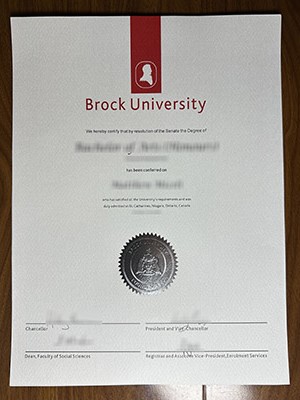 Brock University
We hereby certify that by resolution of the Senate the Degree of
has been conferred on
who has satisfied all the University's requirements and was
duly admitted at St. Catharines, Niagara, Ontario, Canada
Chancellor
President and Vice Chancellor
Dean, Faculty of Social Sciences
Registrar and Associate Vice-President, Enrolment Services